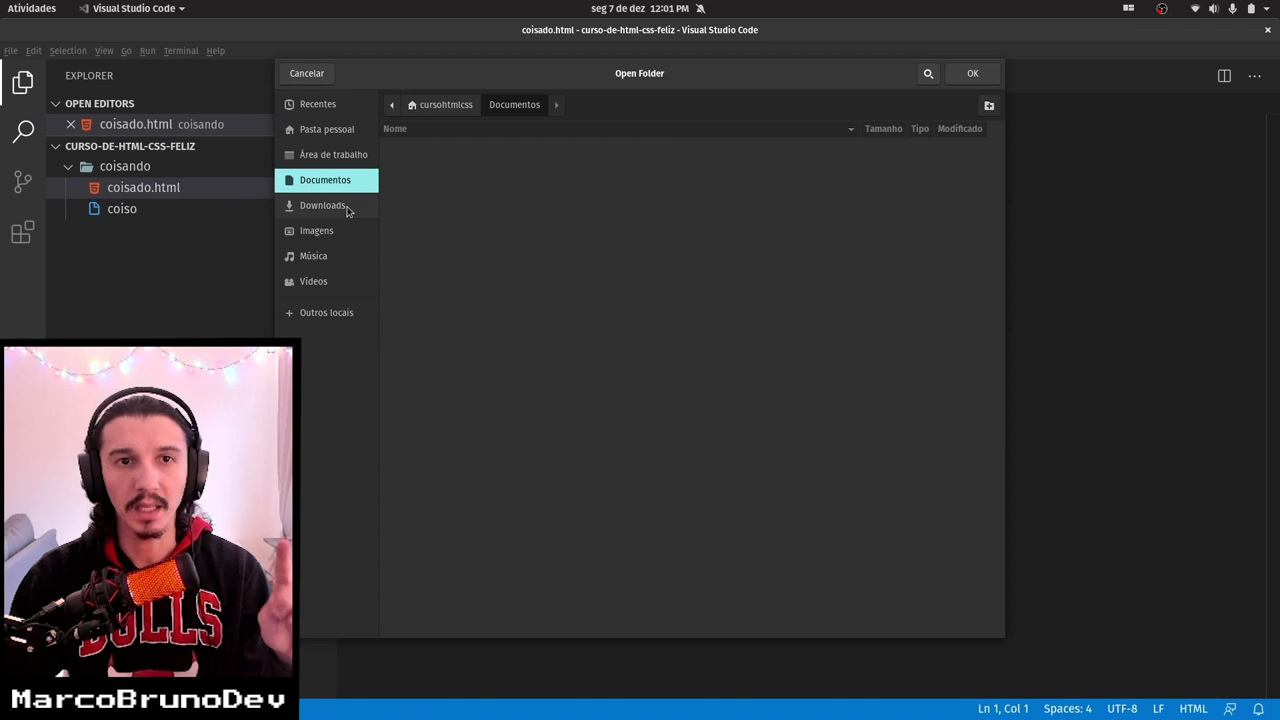 Atividades Visual Studio Code seg 7 de dez 12:01 PM
coisado.html - curso-de-html-css-feliz - Visual Studio Code
File Edit Selection View Go Run Terminal Help
EXPLORER
OPEN EDITORS
coisado.html coisando
CURSO-DE-HTML-CSS-FELIZ
coisando
coisado.html
coiso
Cancelar Open Folder OK
Recentes
Pasta pessoal
Área de trabalho
Documentos
Downloads
Imagens
Música
Vídeos
Outros locais
cursohtmlcss Documentos
Nome Tamanho Tipo Modificado
BULLS
MarcoBrunoDev
Ln 1, Col 1 Spaces: 4 UTF-8 LF HTML